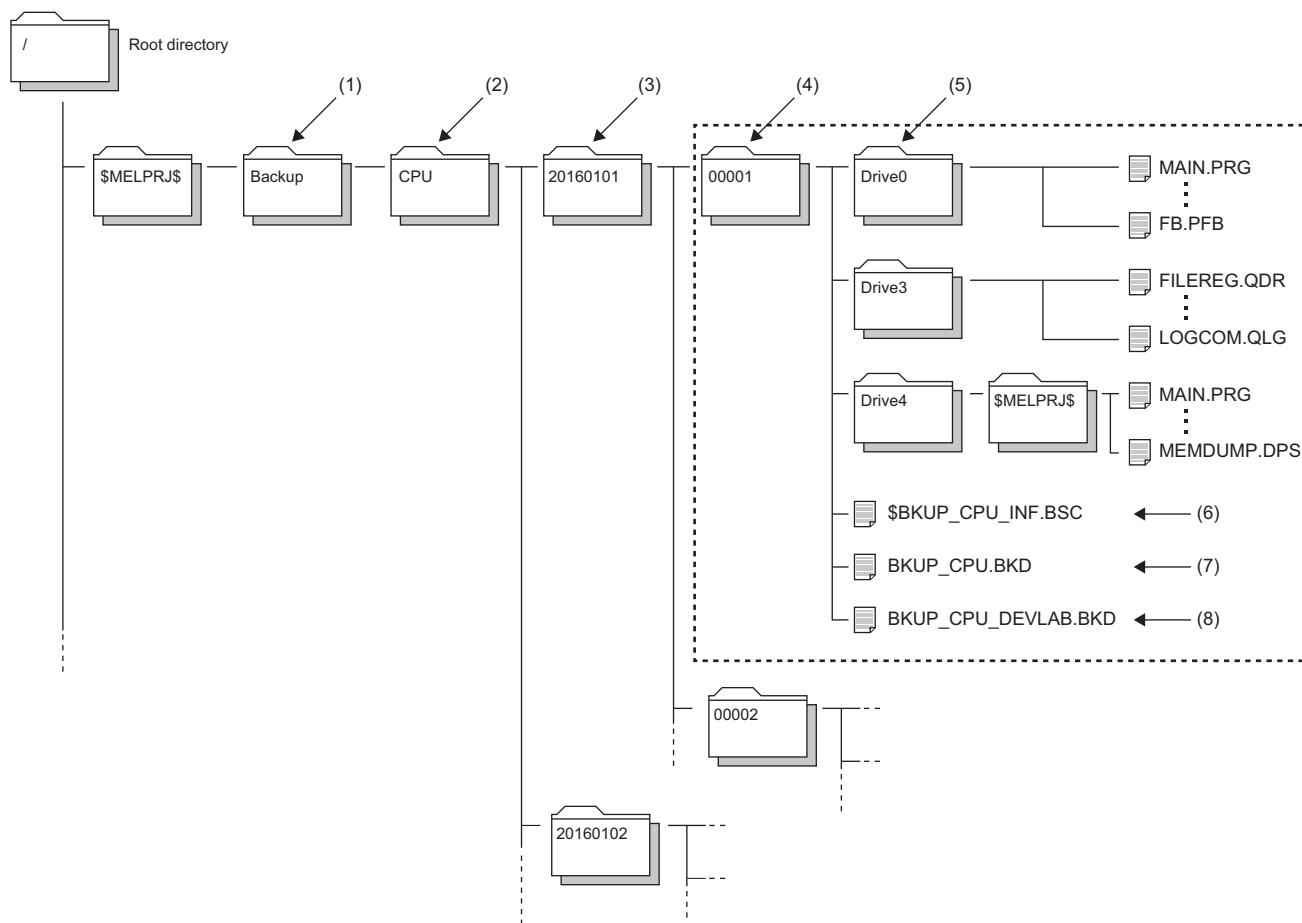 /
Root directory
(1)
(2)
(3)
(4)
(5)
$MELPRJ$
Backup
CPU
20160101
00001
Drive0
MAIN.PRG
FB.PFB
Drive3
FILEREG.QDR
LOGCOM.QLG
Drive4
$MELPRJ$
MAIN.PRG
MEMDUMP.DPS
$BKUP_CPU_INF.BSC
(6)
BKUP_CPU.BKD
(7)
BKUP_CPU_DEVLAB.BKD
(8)
00002
20160102